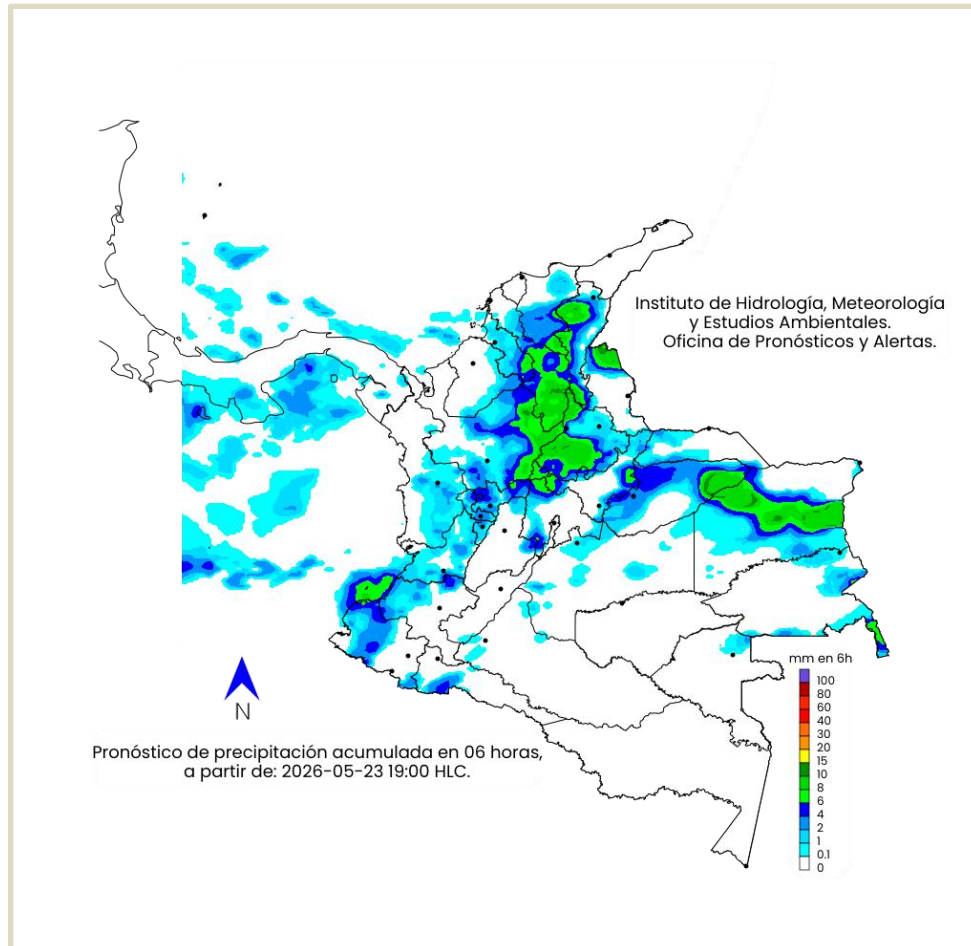 Instituto de Hidrología, Meteorología
y Estudios Ambientales.
Oficina de Pronósticos y Alertas.
N
Pronóstico de precipitación acumulada en 06 horas,
a partir de: 2026-05-23 19:00 HLC.
mm en 6h
100
80
60
40
30
20
15
10
8
6
4
2
1
0.1
0